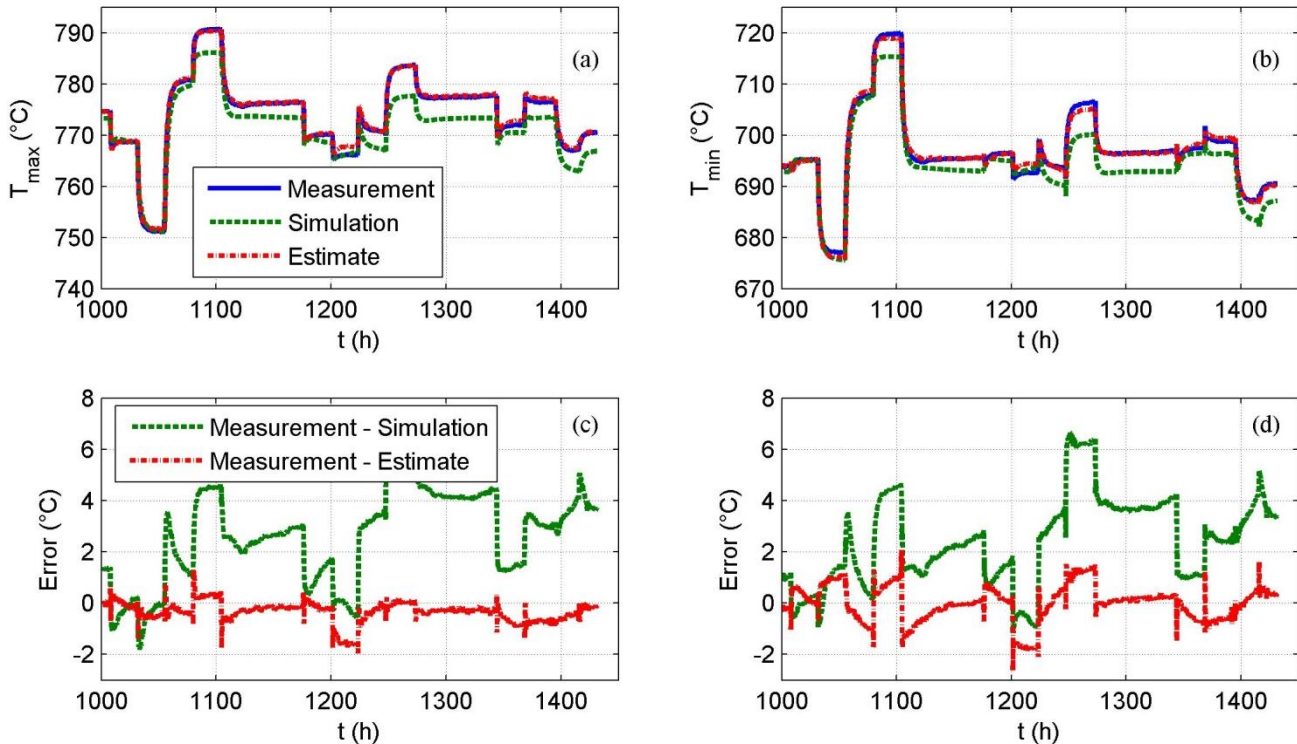 790
780
770
760
750
740
T_max (°C)
(a)
Measurement
Simulation
Estimate
1000 1100 1200 1300 1400
t (h)
720
710
700
690
680
670
T_min (°C)
(b)
1000 1100 1200 1300 1400
t (h)
8
6
4
2
0
-2
Error (°C)
(c)
Measurement - Simulation
Measurement - Estimate
1000 1100 1200 1300 1400
t (h)
8
6
4
2
0
-2
Error (°C)
(d)
1000 1100 1200 1300 1400
t (h)